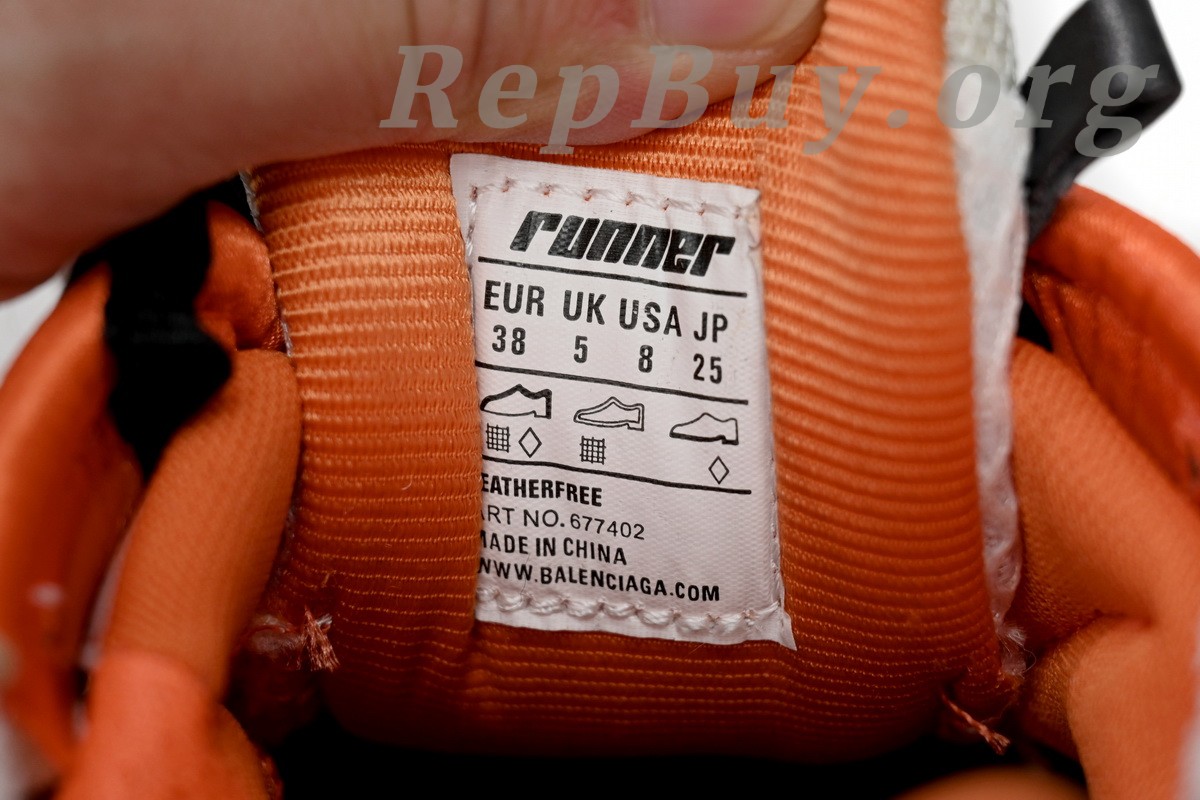 RepBuy.org
runner
EUR UK USA JP
38 5 8 25
EATHERFREE
ART NO. 677402
MADE IN CHINA
WWW.BALENCIAGA.COM